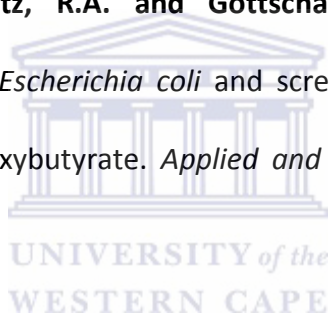 tz, R.A. and Gottscha
Escherichia coli and scre
xybutyrate. Applied and
UNIVERSITY of the
WESTERN CAPE